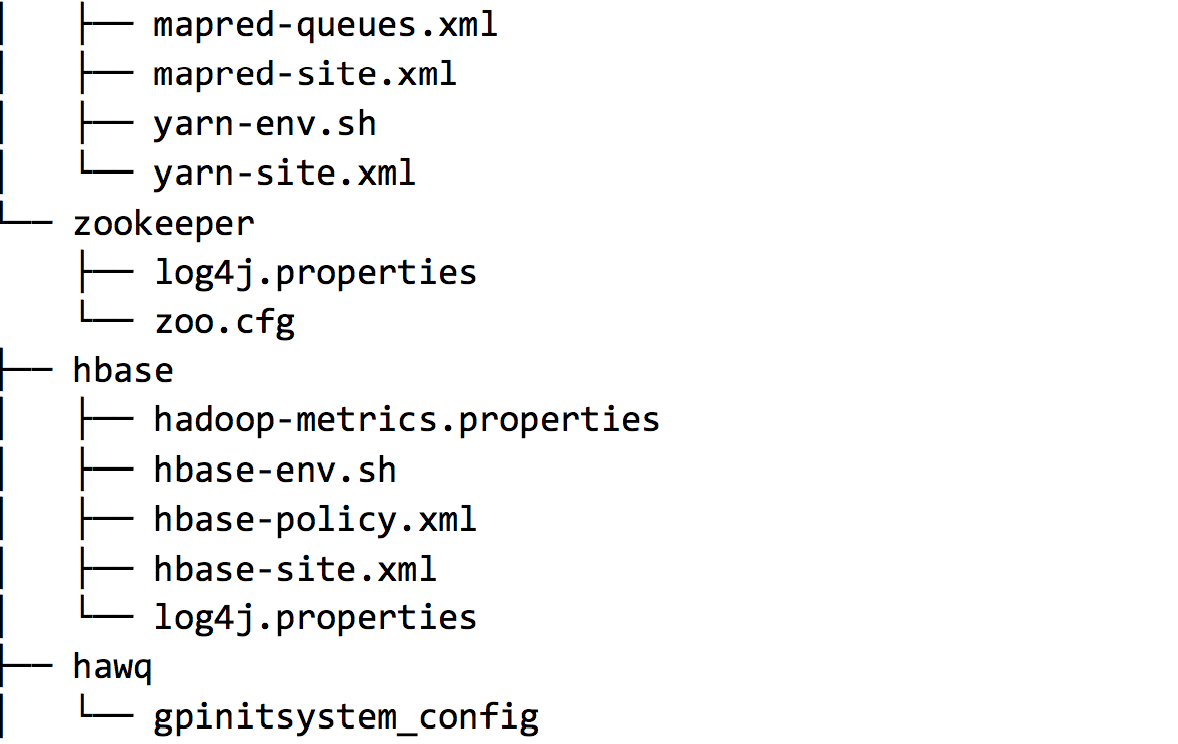 │   ├── mapred-queues.xml
│   ├── mapred-site.xml
│   ├── yarn-env.sh
│   └── yarn-site.xml
└── zookeeper
    ├── log4j.properties
    └── zoo.cfg
├── hbase
│   ├── hadoop-metrics.properties
│   ├── hbase-env.sh
│   ├── hbase-policy.xml
│   ├── hbase-site.xml
│   └── log4j.properties
├── hawq
│   └── gpinitsystem_config